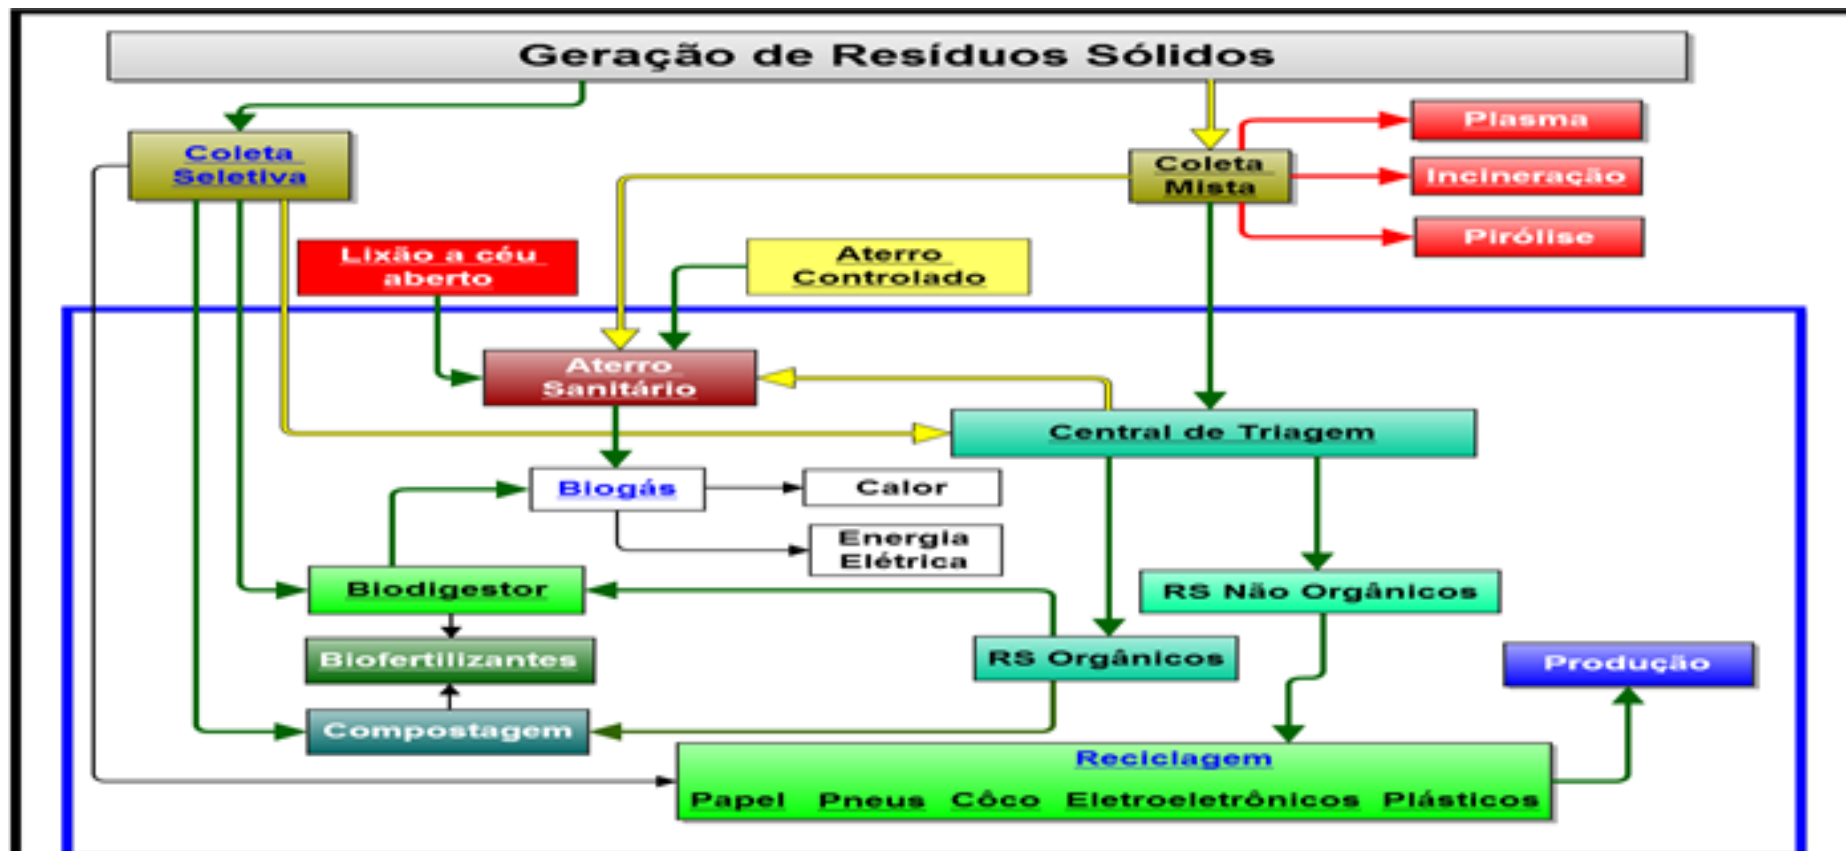 Geração de Resíduos Sólidos
Plasma
Coleta
Seletiva
Coleta
Mista
Incineração
Pirólise
Lixão a céu
aberto
Aterro
Controlado
Aterro
Sanitário
Central de Triagem
Biogás
Calor
Energia
Elétrica
Biodigestor
RS Não Orgânicos
Biofertilizantes
RS Orgânicos
Produção
Compostagem
Reciclagem
Papel Pneus Côco Eletroeletrônicos Plásticos